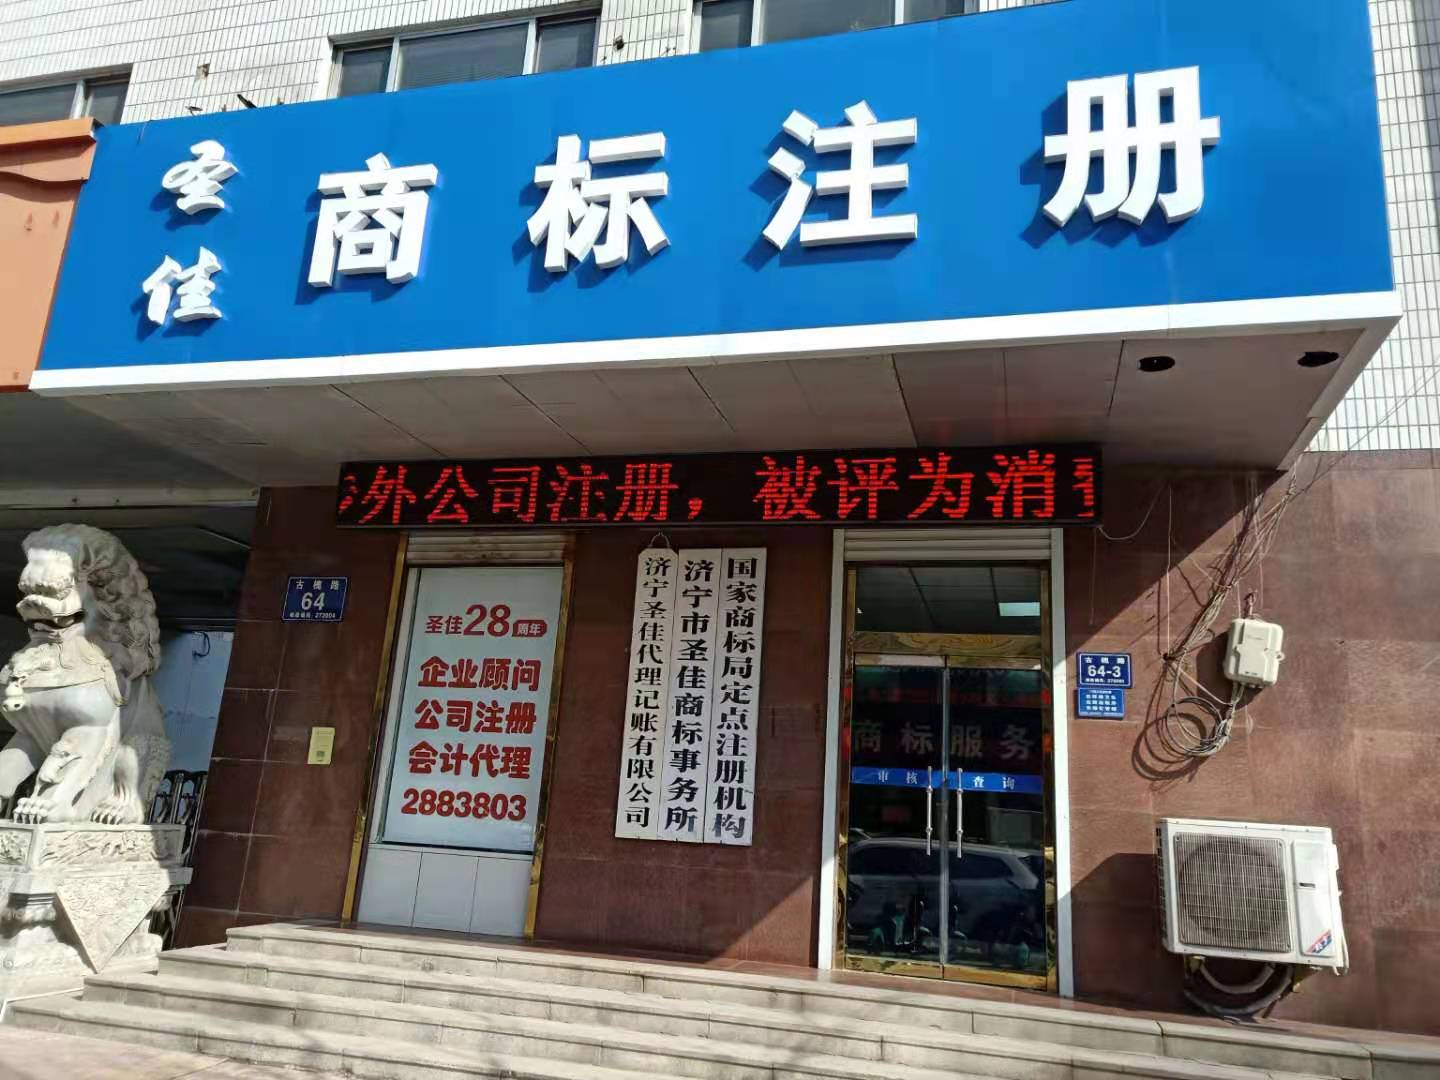 圣佳
商标注册
外公司注册，被评为消
古槐路
64
圣佳28周年
企业顾问
公司注册
会计代理
2883803
济宁圣佳代理记账有限公司
济宁市圣佳商标事务所
国家商标局定点注册机构
商标服务
审核 查询
古槐路
64-3